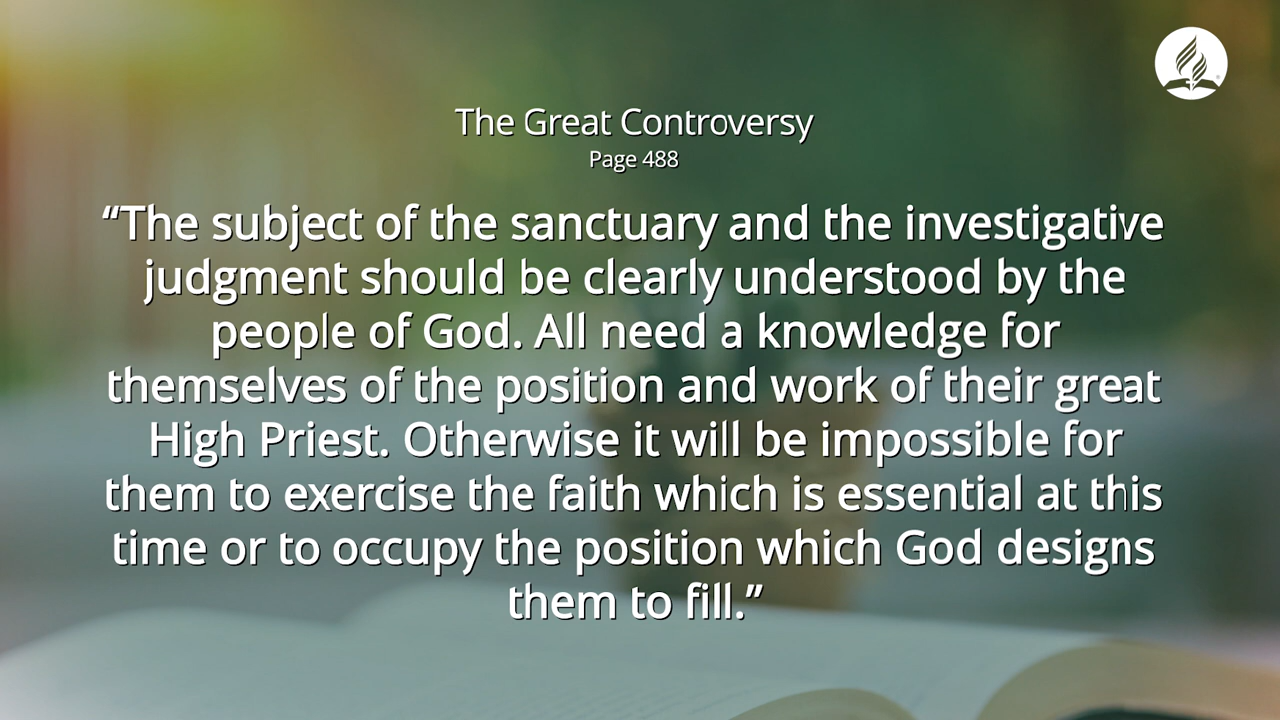 The Great Controversy
Page 488
“The subject of the sanctuary and the investigative
judgment should be clearly understood by the
people of God. All need a knowledge for
themselves of the position and work of their great
High Priest. Otherwise it will be impossible for
them to exercise the faith which is essential at this
time or to occupy the position which God designs
them to fill.”